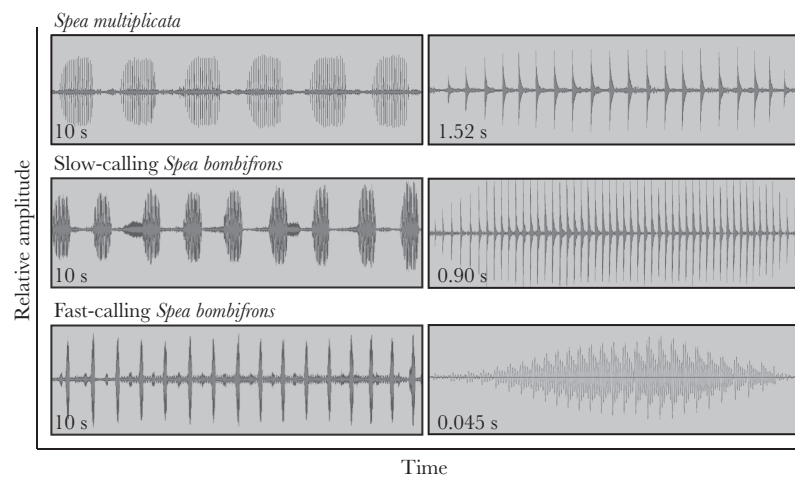 Spea multiplicata
10 s
1.52 s
Slow-calling Spea bombifrons
10 s
0.90 s
Fast-calling Spea bombifrons
10 s
0.045 s
Relative amplitude
Time